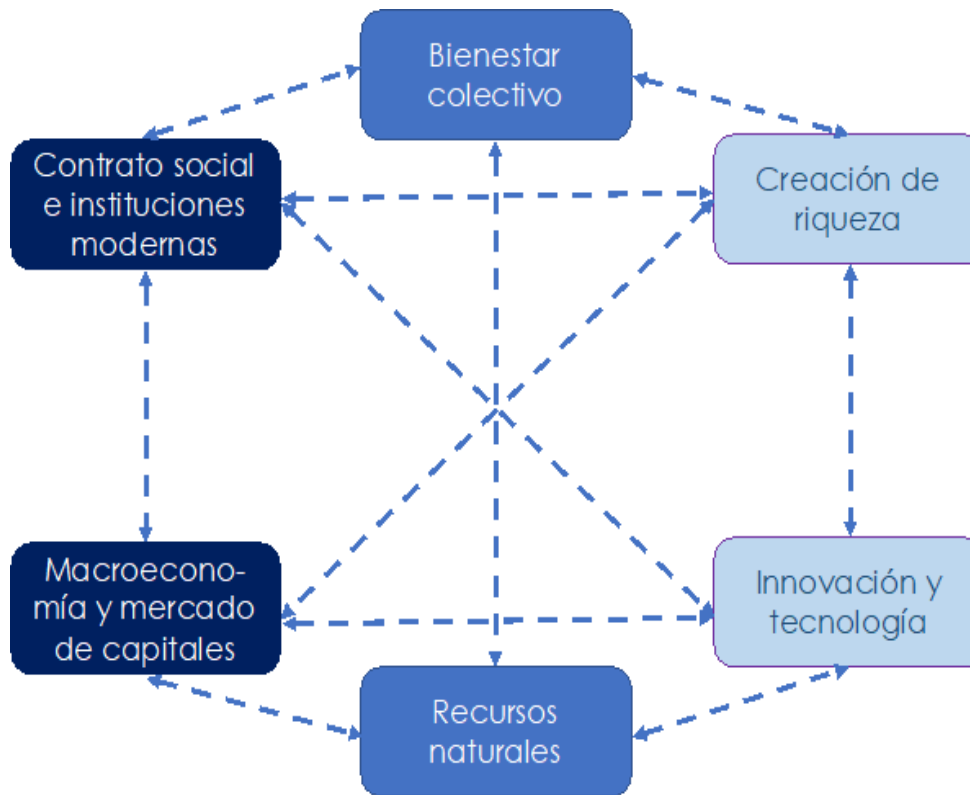 Bienestar
colectivo
Contrato social
e instituciones
modernas
Creación de
riqueza
Macroecono-
mía y mercado
de capitales
Innovación y
tecnología
Recursos
naturales